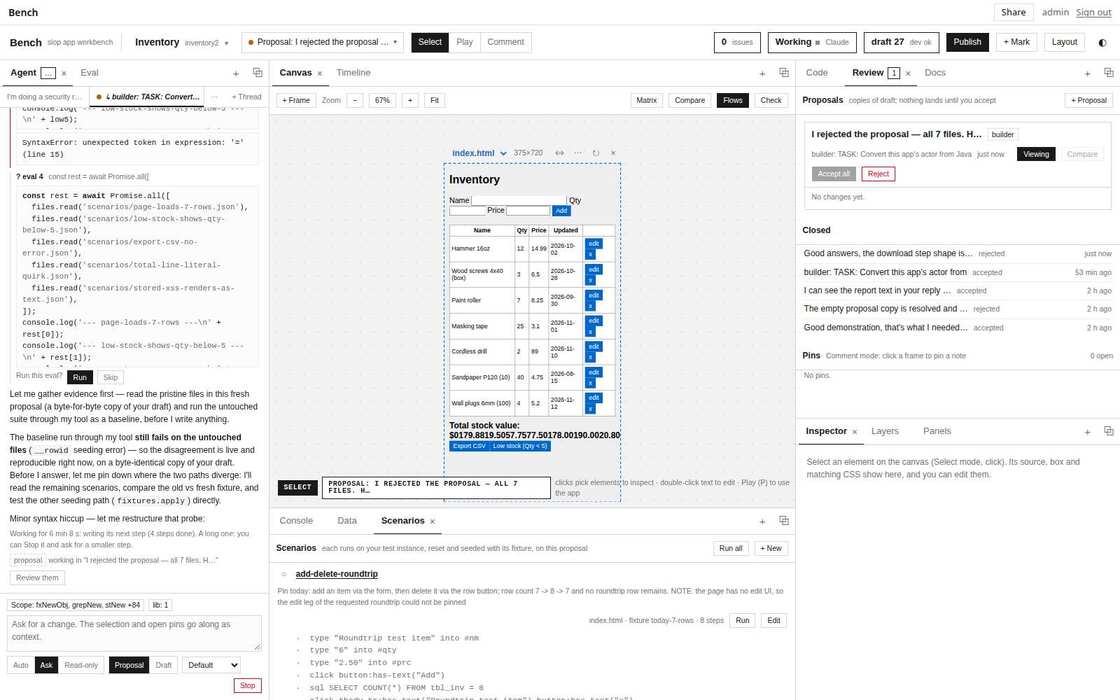 Bench
Share
admin
Sign out
Bench slop app workbench
Inventory inventory2 ▾
Proposal: I rejected the proposal … ▾
Select Play Comment
0 issues
Working Claude
draft 27 dev ok
Publish
+ Mark
Layout
Agent … × Eval
I'm doing a security r…
↳ builder: TASK: Convert…
…
+ Thread
console.log('--- low-stock-shows-qty-below-5 ---
\n' + low5);
SyntaxError: unexpected token in expression: '='
(line 15)
? eval 4 const rest = await Promise.all([
const rest = await Promise.all([
files.read('scenarios/page-loads-7-rows.json'),
files.read('scenarios/low-stock-shows-qty-
below-5.json'),
files.read('scenarios/export-csv-no-
error.json'),
files.read('scenarios/total-line-literal-
quirk.json'),
files.read('scenarios/stored-xss-renders-as-
text.json'),
]);
console.log('--- page-loads-7-rows ---\n' +
rest[0]);
console.log('--- low-stock-shows-qty-below-5 ---
\n' + rest[1]);
Run this eval? Run Skip
Let me gather evidence first — read the pristine files in this fresh
proposal (a byte-for-byte copy of your draft) and run the untouched
suite through my tool as a baseline, before I write anything.
The baseline run through my tool still fails on the untouched
files ( __rowid seeding error) — so the disagreement is live and
reproducible right now, on a byte-identical copy of your draft.
Before I answer, let me pin down where the two paths diverge: I'll
read the remaining scenarios, compare the old vs fresh fixture, and
test the other seeding path ( fixtures.apply ) directly.
Minor syntax hiccup — let me restructure that probe:
Working for 6 min 8 s: writing its next step (4 steps done). A long one: you
can Stop it and ask for a smaller step.
proposal working in "I rejected the proposal — all 7 files. H…"
Review them
Scope: fxNewObj, grepNew, stNew +84
lib: 1
Ask for a change. The selection and open pins go along as
context.
Auto Ask Read-only Proposal Draft Default
Stop
Canvas × Timeline
+ Frame Zoom − 67% + Fit
Matrix Compare Flows Check
index.html 375×720 ⋯ ×
Inventory
Name Qty
Price Add
Name Qty Price Updated
Hammer 16oz 12 14.99 2026-10-02 edit x
Wood screws 4x40 (box) 3 6.5 2026-10-28 edit x
Paint roller 7 8.25 2026-09-30 edit x
Masking tape 25 3.1 2026-11-01 edit x
Cordless drill 2 89 2026-11-10 edit x
Sandpaper P120 (10) 40 4.75 2026-08-15 edit x
Wall plugs 6mm (100) 4 5.2 2026-11-12 edit x
Total stock value:
$0179.8819.5057.7577.50178.00190.0020.80
Export CSV Low stock (Qty < 5)
SELECT
PROPOSAL: I REJECTED THE PROPOSAL — ALL 7
FILES. H…
clicks pick elements to inspect · double-click text to edit · Play (P) to use
the app
Console Data Scenarios ×
Scenarios each runs on your test instance, reset and seeded with its fixture, on this proposal
Run all + New
add-delete-roundtrip
Pin today: add an item via the form, then delete it via the row button; row count 7 -> 8 -> 7 and no roundtrip row remains. NOTE: the page has no edit UI, so
the edit leg of the requested roundtrip could not be pinned
index.html · fixture today-7-rows · 8 steps Run Edit
· type "Roundtrip test item" into #nm
· type "6" into #qty
· type "2.50" into #prc
· click button:has-text("Add")
· sql SELECT COUNT(*) FROM tbl_inv = 8
Code Review 1 × Docs
Proposals copies of draft; nothing lands until you accept
+ Proposal
I rejected the proposal — all 7 files. H… builder
builder: TASK: Convert this app's actor from Java just now Viewing Compare
Accept all Reject
No changes yet.
Closed
Good answers, the download step shape is… rejected just now
builder: TASK: Convert this app's actor from accepted 53 min ago
I can see the report text in your reply … accepted 2 h ago
The empty proposal copy is resolved and … rejected 2 h ago
Good demonstration, that's what I needed… accepted 2 h ago
Pins Comment mode: click a frame to pin a note 0 open
No pins.
Inspector × Layers Panels
Select an element on the canvas (Select mode, click). Its source, box and
matching CSS show here, and you can edit them.